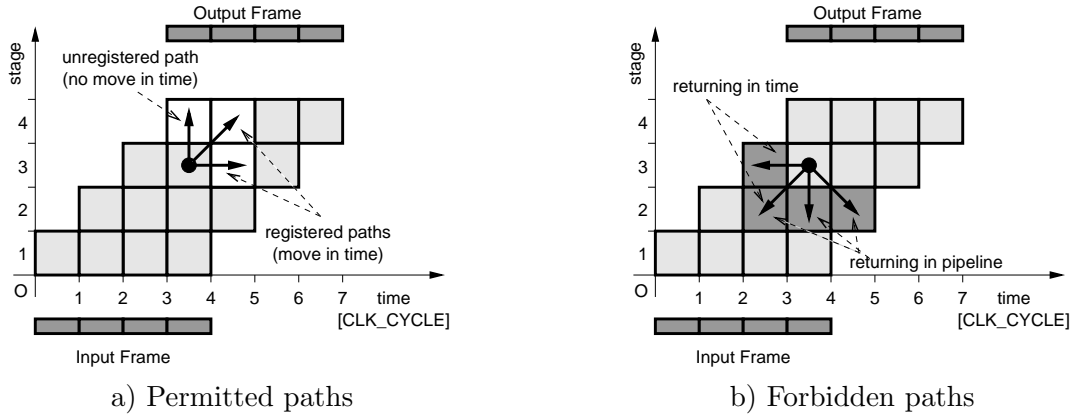 Output Frame
stage
unregistered path
(no move in time)
4
3
2
1
registered paths
(move in time)
O
1 2 3 4 5 6 7 time
[CLK_CYCLE]
Input Frame
a) Permitted paths
Output Frame
stage
returning in time
4
3
2
1
returning in pipeline
O
1 2 3 4 5 6 7 time
[CLK_CYCLE]
Input Frame
b) Forbidden paths